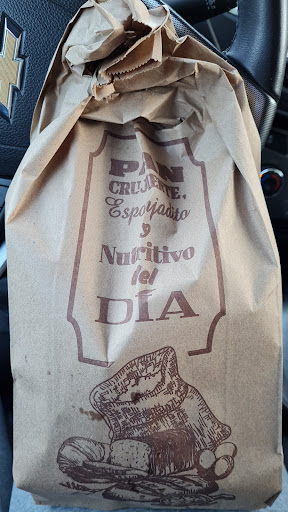 PAN
CRUJIENTE,
Esponjadito
y
Nutritivo
del
DÍA